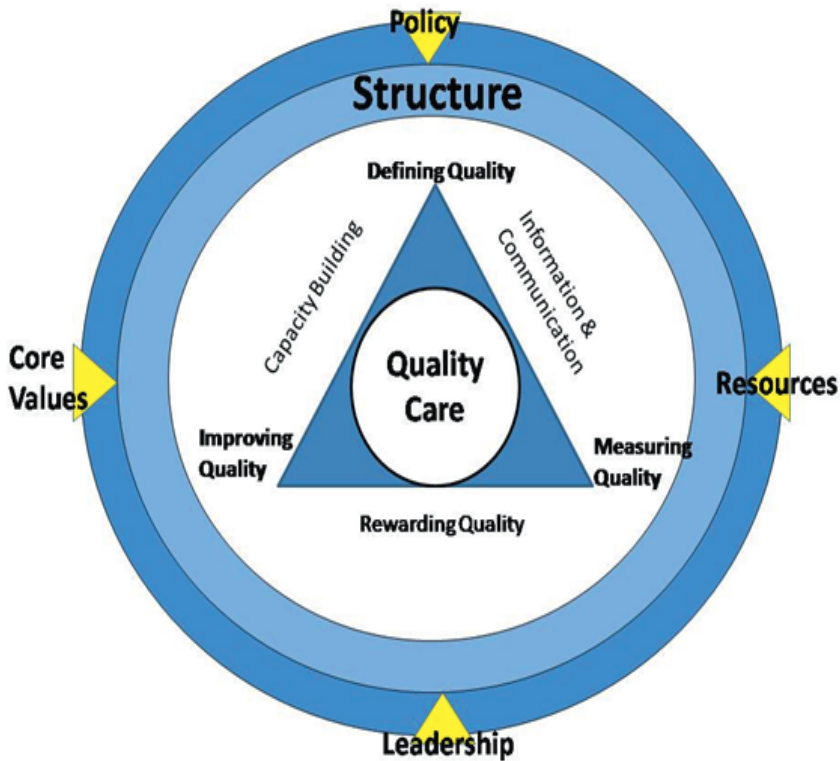 Policy
Structure
Defining Quality
Capacity Building
Information &
Communication
Core
Values
Quality
Care
Resources
Improving
Quality
Measuring
Quality
Rewarding Quality
Leadership